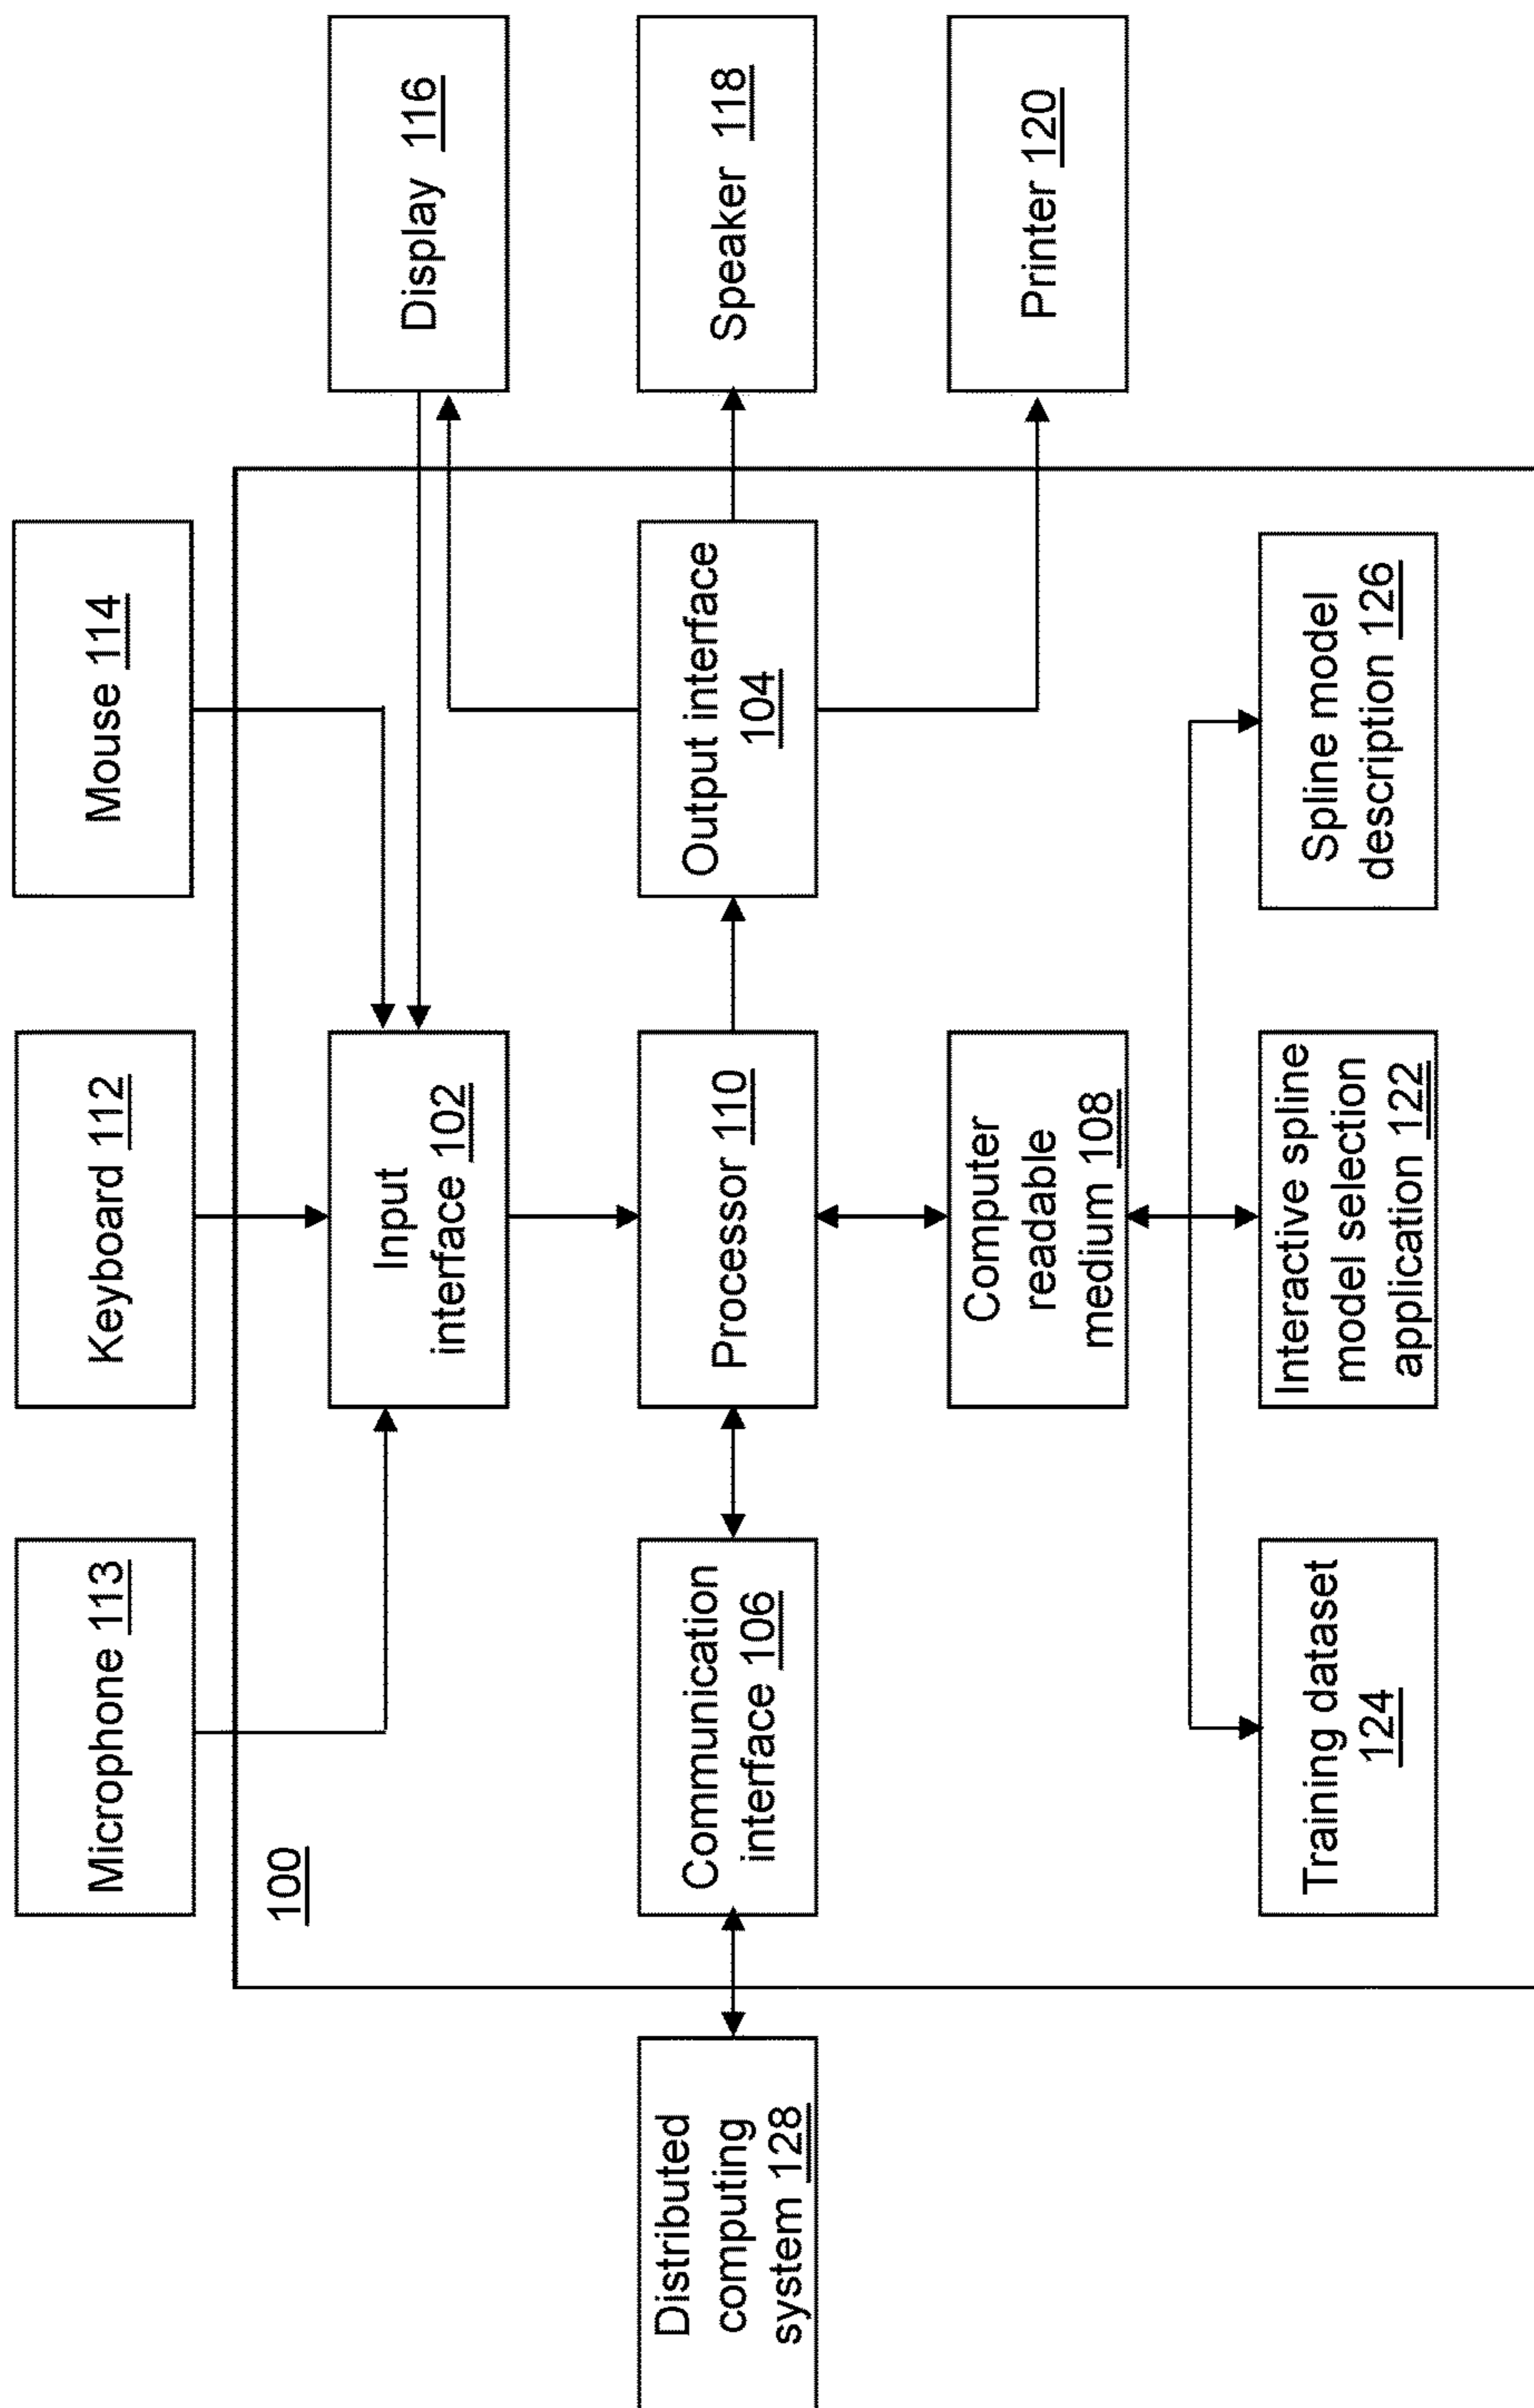 Microphone 113
Keyboard 112
Mouse 114
100
Input
interface 102
Display 116
Distributed
computing
system 128
Communication
interface 106
Processor 110
Output interface
104
Speaker 118
Computer
readable
medium 108
Printer 120
Training dataset
124
Interactive spline
model selection
application 122
Spline model
description 126